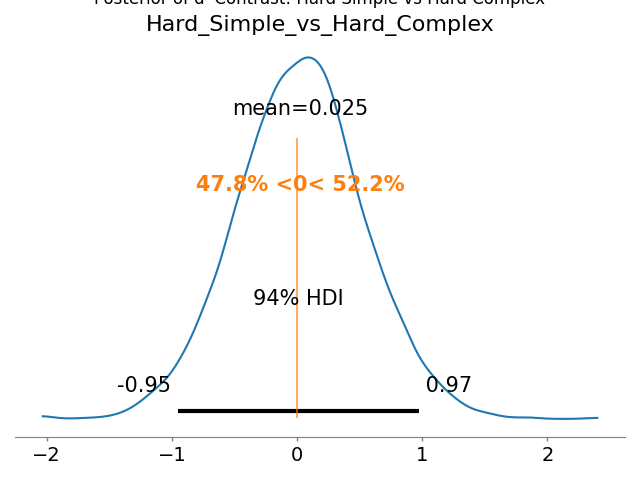 Posterior of d' Contrast: Hard Simple vs Hard Complex
Hard_Simple_vs_Hard_Complex
mean=0.025
47.8% <0< 52.2%
94% HDI
-0.95 0.97
−2 −1 0 1 2